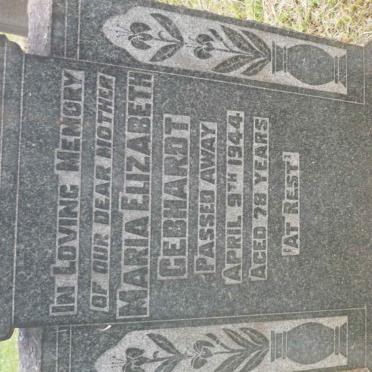 IN LOVING MEMORY
OF OUR DEAR MOTHER
MARIA ELIZABETH
GEBHARDT
PASSED AWAY
APRIL 9TH 1944
AGED 78 YEARS
'AT REST'